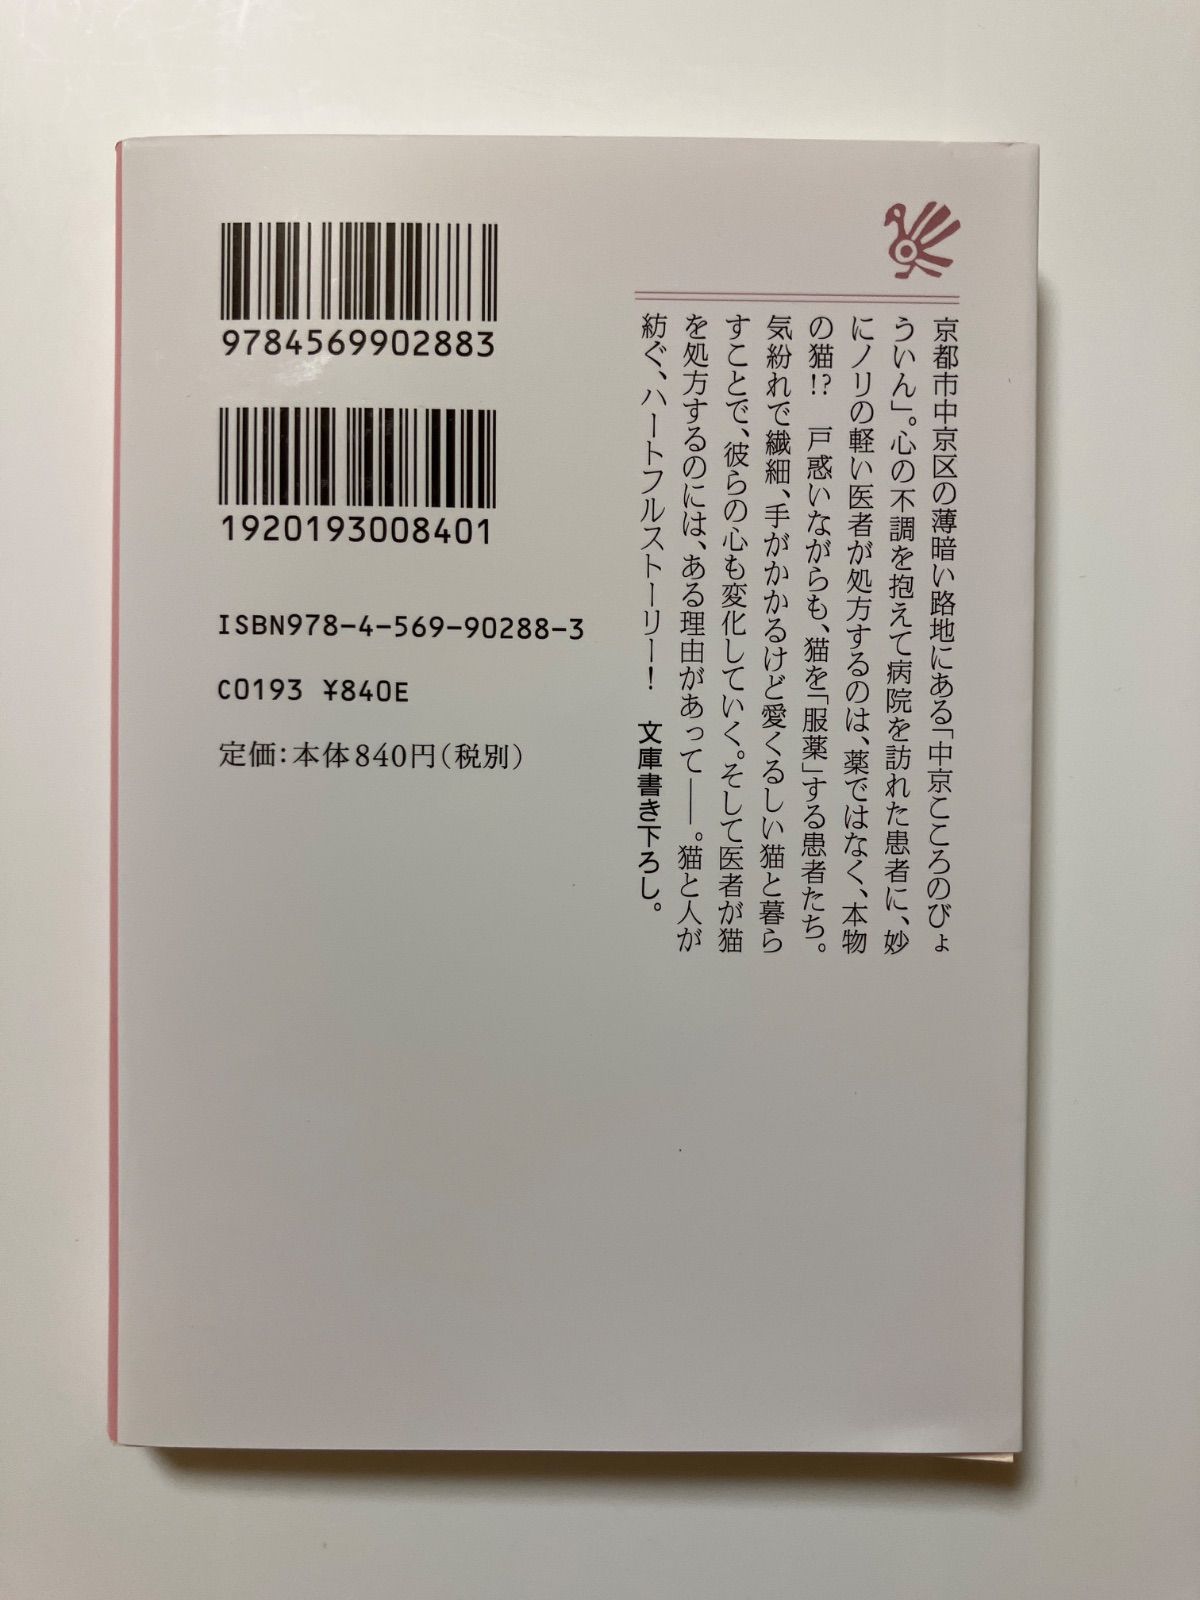 9784569902883
1920193008401
ISBN978-4-569-90288-3
C0193 ¥840E
定価：本体840円（税別）
京都市中京区の薄暗い路地にある「中京こころのびょ
ういん」。心の不調を抱えて病院を訪れた患者に、妙
にノリの軽い医者が処方するのは、薬ではなく、本物
の猫!?　戸惑いながらも、猫を「服薬」する患者たち。
気紛れで繊細、手がかかるけど愛くるしい猫と暮ら
すことで、彼らの心も変化していく。そして医者が猫
を処方するのには、ある理由があって――。猫と人が
紡ぐ、ハートフルストーリー！　文庫書き下ろし。